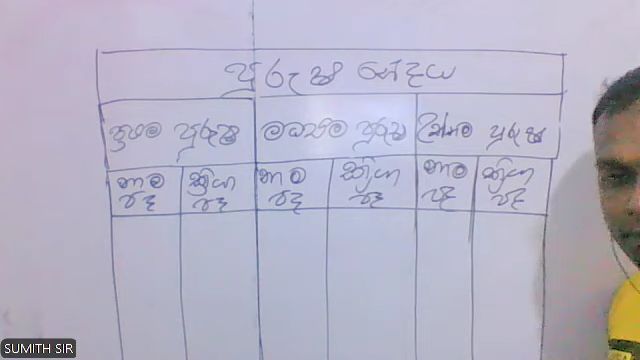 පුරුෂ භේදය
ප්‍රථම පුරුෂ මධ්‍යම පුරුෂ උත්තම පුරුෂ
නාම ක්‍රියා නාම ක්‍රියා නාම ක්‍රියා
පද පද පද පද පද පද
SUMITH SIR